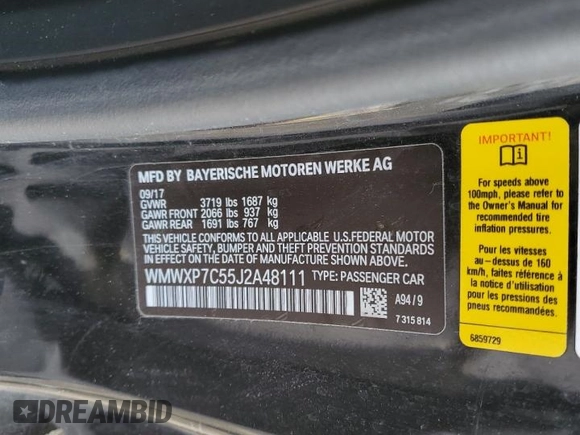 MFD BY BAYERISCHE MOTOREN WERKE AG
09/17
GVWR 3719 lbs 1687 kg
GAWR FRONT 2066 lbs 937 kg
GAWR REAR 1691 lbs 767 kg
THIS VEHICLE CONFORMS TO ALL APPLICABLE U.S.FEDERAL MOTOR
VEHICLE SAFETY, BUMPER AND THEFT PREVENTION STANDARDS
IN EFFECT ON THE DATE OF MANUFACTURE SHOWN ABOVE.
WMWXP7C55J2A48111 TYPE: PASSENGER CAR
A94 / 9
7 315 814
IMPORTANT!
For speeds above
100mph, please refer to
the Owner's Manual for
recommended tire
inflation pressures.
Pour les vitesses
au-dessus de 160
km/h, faites référence à
la notice d'utilisation
pour les pressions des
pneus recommandées.
6859729
DREAMBID